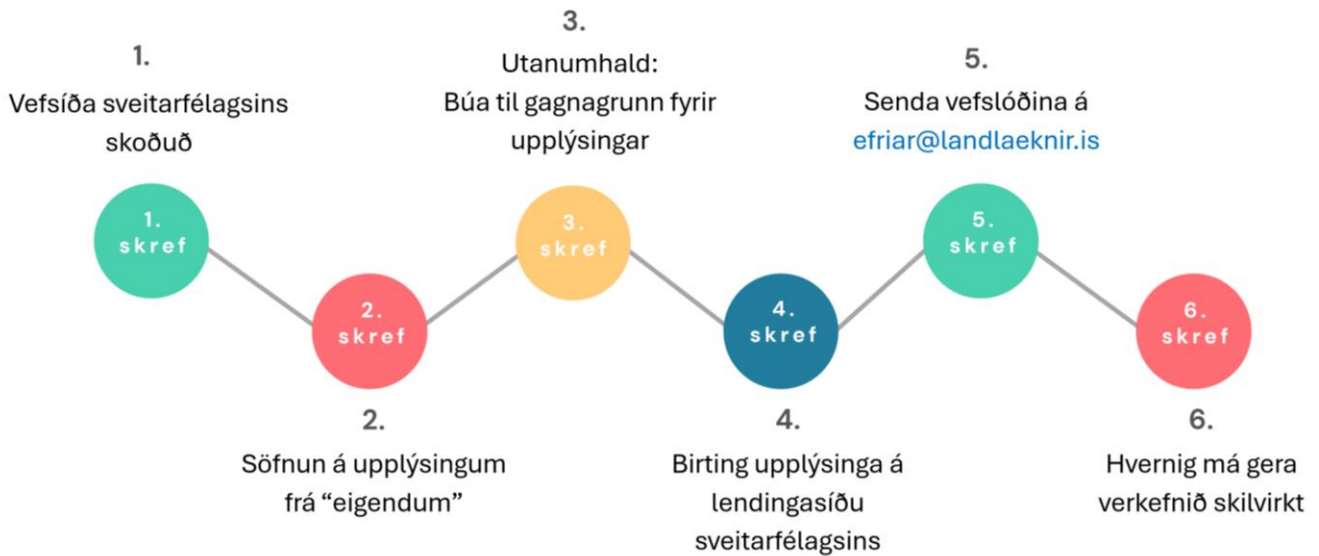 1.
Vefsíða sveitarfélagsins
skoðuð
1.
skref
2.
skref
2.
Söfnun á upplýsingum
frá “eigendum”
3.
Utanumhald:
Búa til gagnagrunn fyrir
upplýsingar
3.
skref
4.
skref
4.
Birting upplýsinga á
lendingasíðu
sveitarfélagsins
5.
Senda vefslóðina á
efriar@landlaeknir.is
5.
skref
6.
skref
6.
Hvernig má gera
verkefnið skilvirkt